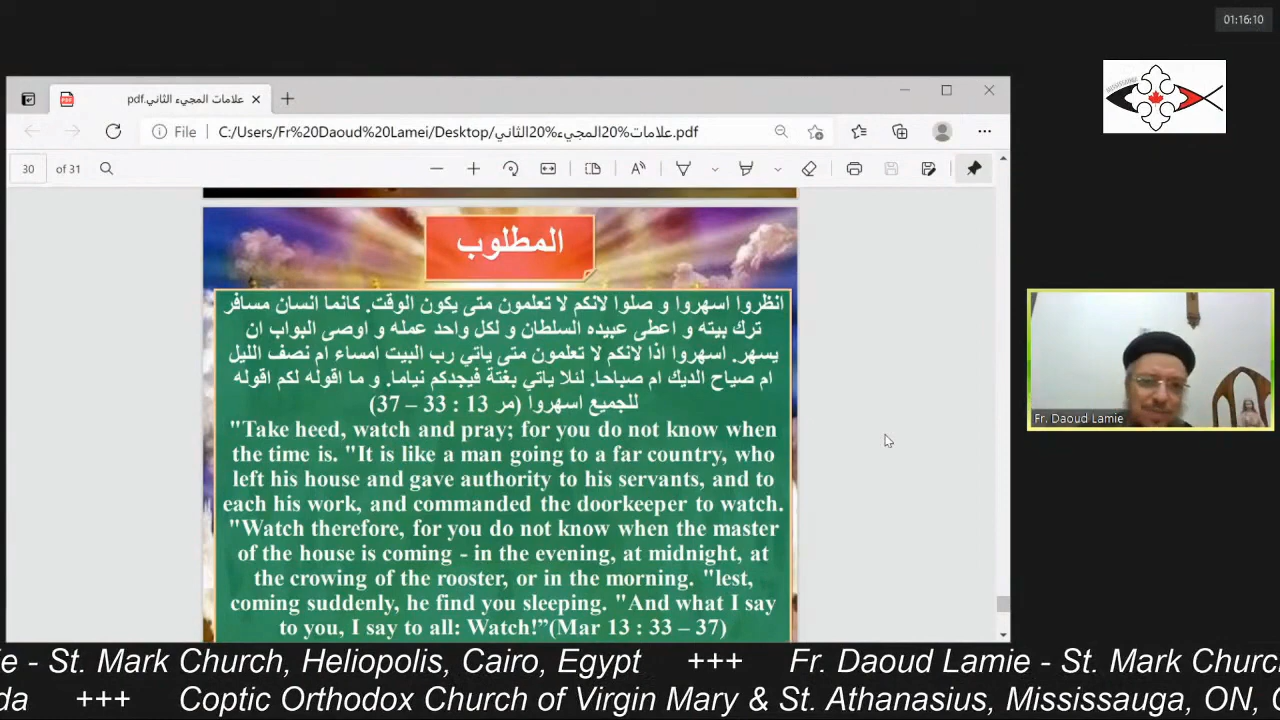 01:16:10
MISSISSAUGA
علامات المجيء الثاني.pdf
File C:/Users/Fr%20Daoud%20Lamei/Desktop/علامات%20المجيء%20الثاني.pdf
30 of 31
المطلوب
انظروا اسهروا و صلوا لانكم لا تعلمون متى يكون الوقت. كانما انسان مسافر
ترك بيته و اعطى عبيده السلطان و لكل واحد عمله و اوصى البواب ان
يسهر. اسهروا اذا لانكم لا تعلمون متى ياتي رب البيت امساء ام نصف الليل
ام صياح الديك ام صباحا. لئلا ياتي بغتة فيجدكم نياما. و ما اقوله لكم اقوله
للجميع اسهروا (مر 13 : 33 – 37)
"Take heed, watch and pray; for you do not know when
the time is. "It is like a man going to a far country, who
left his house and gave authority to his servants, and to
each his work, and commanded the doorkeeper to watch.
"Watch therefore, for you do not know when the master
of the house is coming - in the evening, at midnight, at
the crowing of the rooster, or in the morning. "lest,
coming suddenly, he find you sleeping. "And what I say
to you, I say to all: Watch!”(Mar 13 : 33 – 37)
Fr. Daoud Lamie
ie - St. Mark Church, Heliopolis, Cairo, Egypt +++ Fr. Daoud Lamie - St. Mark Churc
da +++ Coptic Orthodox Church of Virgin Mary & St. Athanasius, Mississauga, ON, C